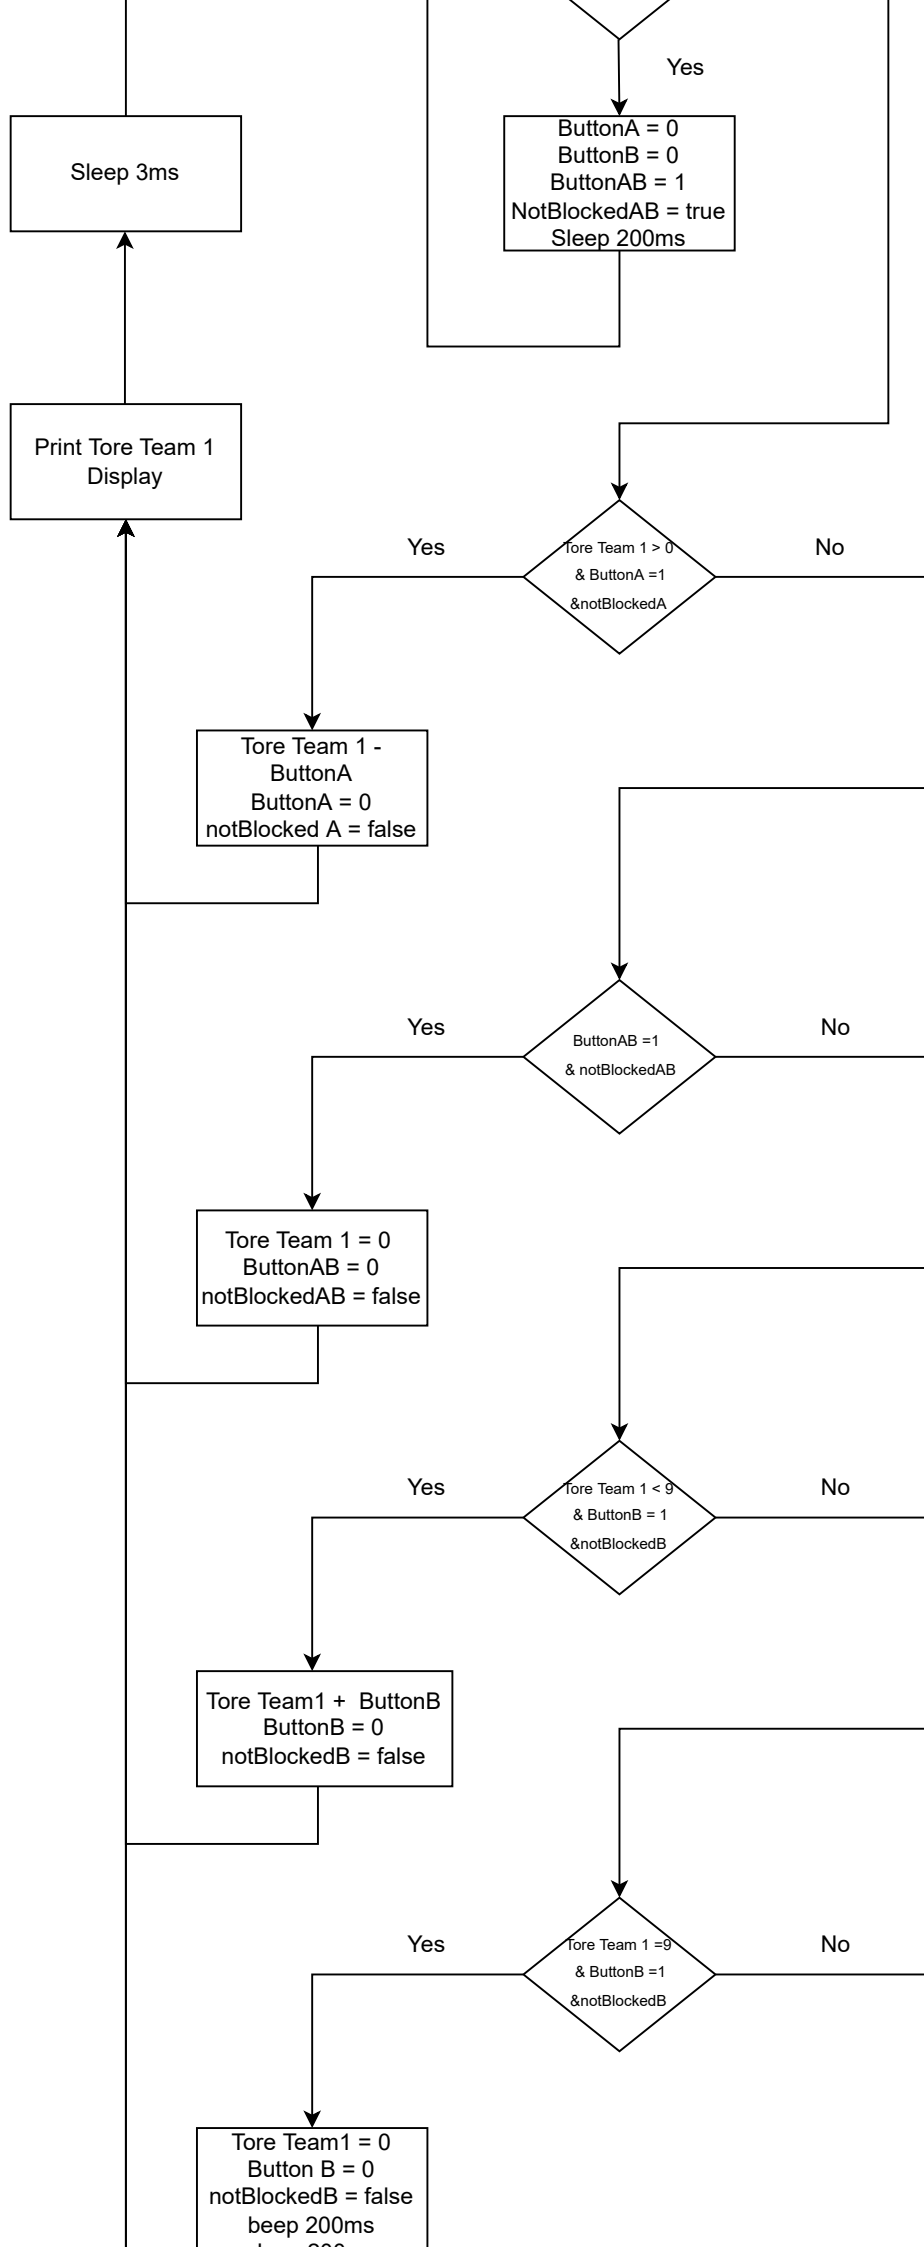 Yes
ButtonA = 0
ButtonB = 0
ButtonAB = 1
NotBlockedAB = true
Sleep 200ms
Sleep 3ms
Print Tore Team 1
Display
Yes
Tore Team 1 > 0
& ButtonA =1
&notBlockedA
No
Tore Team 1 -
ButtonA
ButtonA = 0
notBlocked A = false
Yes
ButtonAB =1
& notBlockedAB
No
Tore Team 1 = 0
ButtonAB = 0
notBlockedAB = false
Yes
Tore Team 1 < 9
& ButtonB = 1
&notBlockedB
No
Tore Team1 +  ButtonB
ButtonB = 0
notBlockedB = false
Yes
Tore Team 1 =9
& ButtonB =1
&notBlockedB
No
Tore Team1 = 0
Button B = 0
notBlockedB = false
beep 200ms